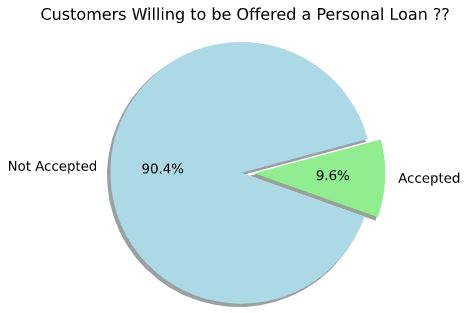 Customers Willing to be Offered a Personal Loan ??
Not Accepted
90.4%
9.6%
Accepted